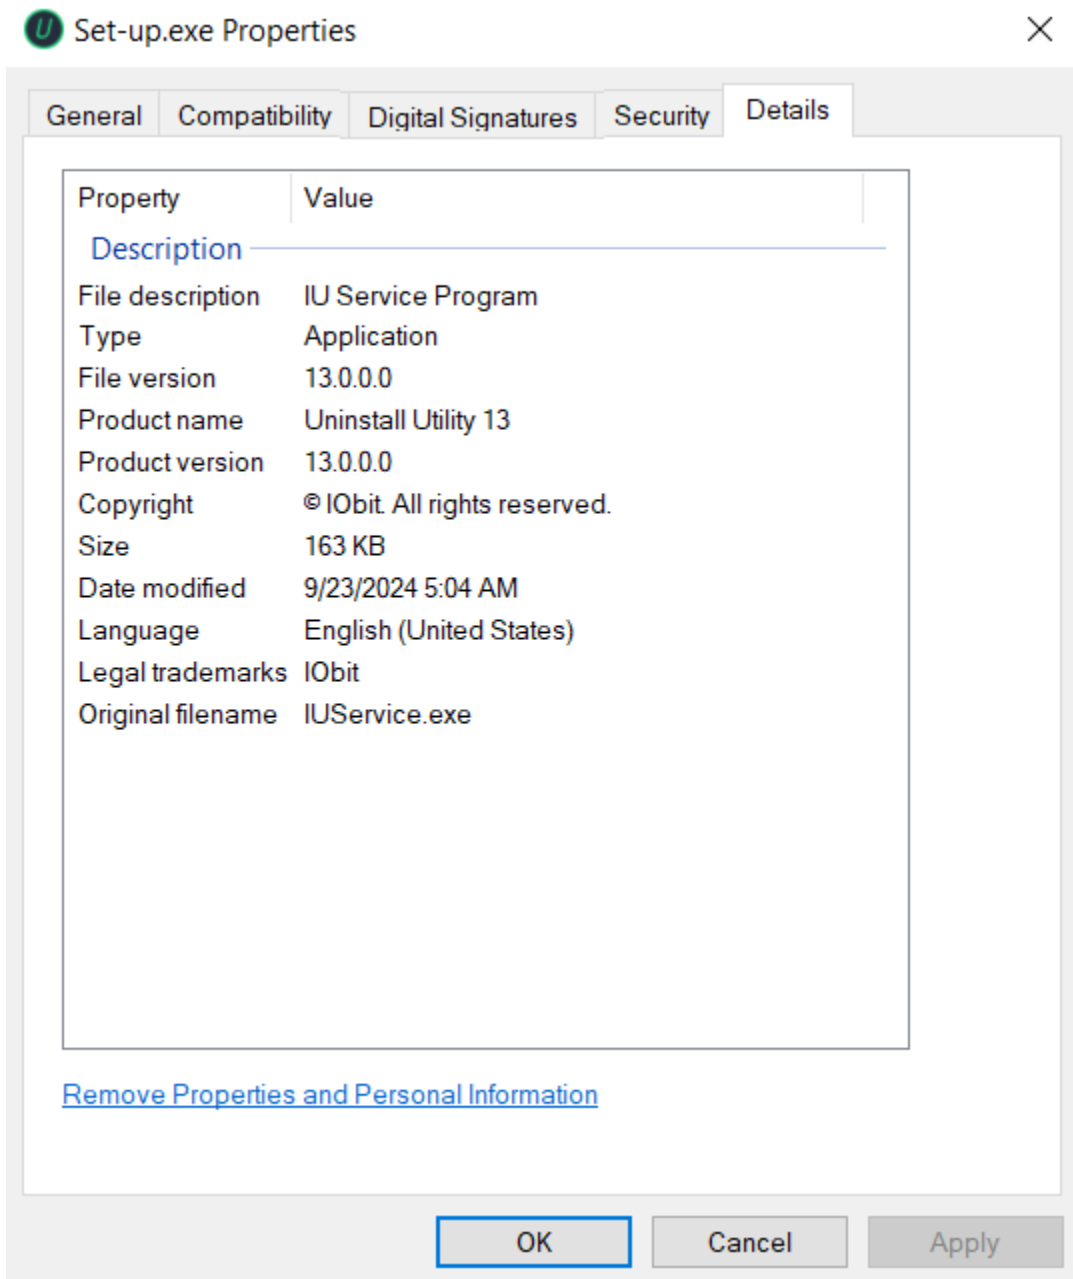 Set-up.exe Properties
General Compatibility Digital Signatures Security Details
Property Value
Description
File description IU Service Program
Type Application
File version 13.0.0.0
Product name Uninstall Utility 13
Product version 13.0.0.0
Copyright © IObit. All rights reserved.
Size 163 KB
Date modified 9/23/2024 5:04 AM
Language English (United States)
Legal trademarks IObit
Original filename IUService.exe
Remove Properties and Personal Information
OK Cancel Apply